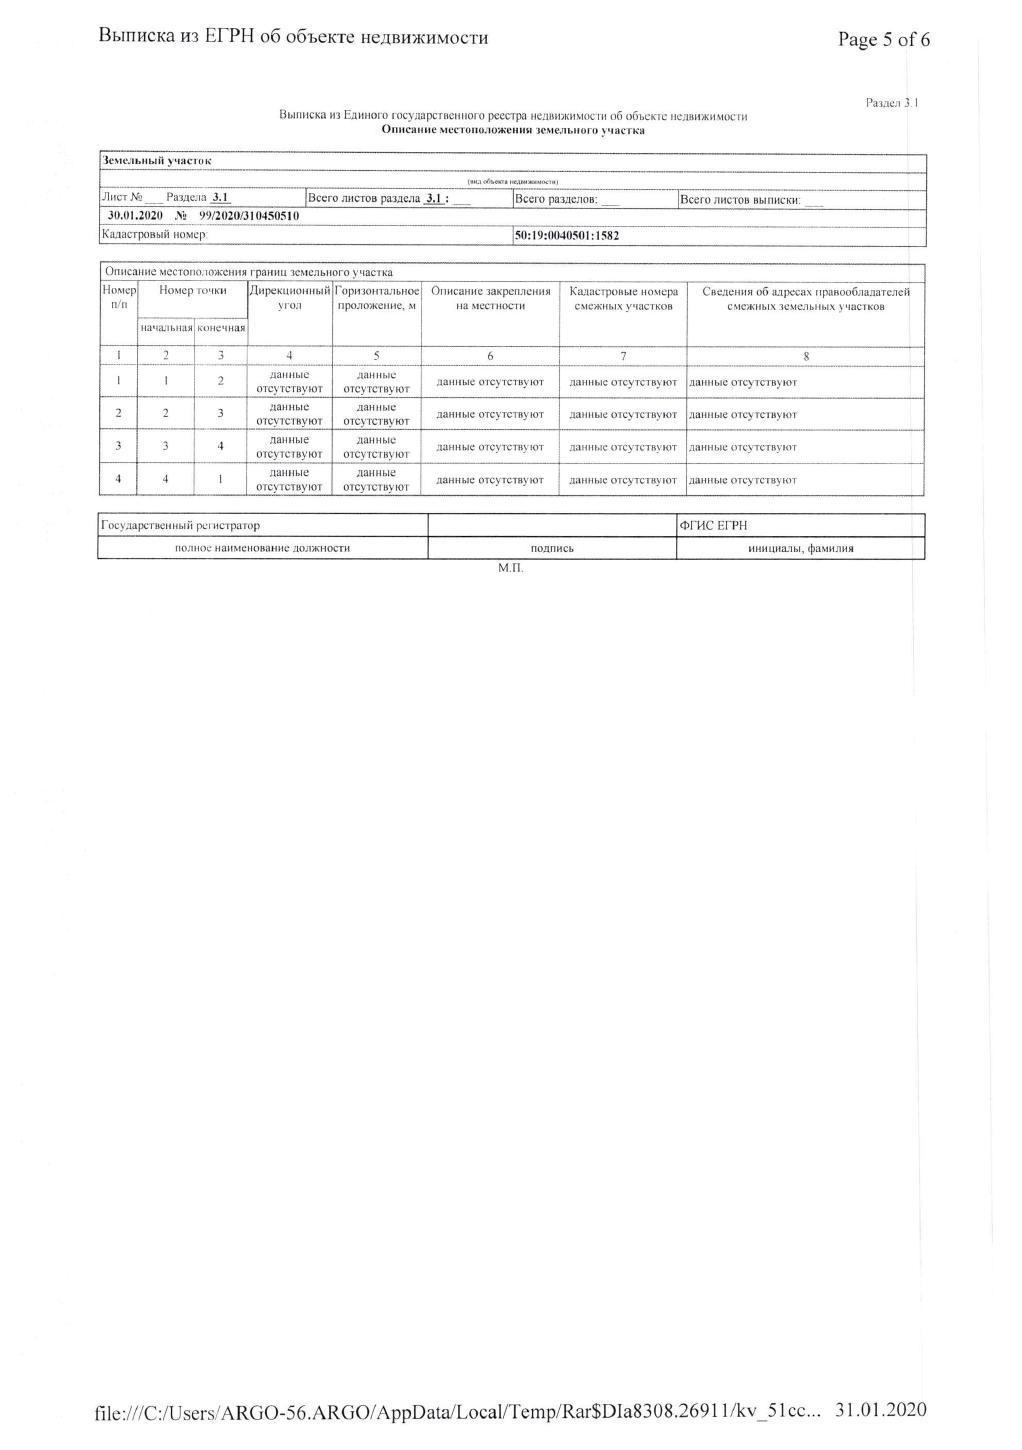 Выписка из ЕГРН об объекте недвижимости Page 5 of 6
Раздел 3.1
Выписка из Единого государственного реестра недвижимости об объекте недвижимости
Описание местоположения земельного участка
Земельный участок
(вид объекта недвижимости)
Лист № ___ Раздела 3.1 Всего листов раздела 3.1 : ___ Всего разделов: ___ Всего листов выписки: ___
30.01.2020 № 99/2020/310450510
Кадастровый номер: 50:19:0040501:1582
Описание местоположения границ земельного участка
Номер Номер точки Дирекционный Горизонтальное Описание закрепления Кадастровые номера Сведения об адресах правообладателей
п/п угол проложение, м на местности смежных участков смежных земельных участков
начальная конечная
1 2 3 4 5 6 7 8
1 1 2 данные отсутствуют данные отсутствуют данные отсутствуют данные отсутствуют данные отсутствуют
2 2 3 данные отсутствуют данные отсутствуют данные отсутствуют данные отсутствуют данные отсутствуют
3 3 4 данные отсутствуют данные отсутствуют данные отсутствуют данные отсутствуют данные отсутствуют
4 4 1 данные отсутствуют данные отсутствуют данные отсутствуют данные отсутствуют данные отсутствуют
Государственный регистратор ФГИС ЕГРН
полное наименование должности подпись инициалы, фамилия
М.П.
file:///C:/Users/ARGO-56.ARGO/AppData/Local/Temp/Rar$DIa8308.26911/kv_51cc... 31.01.2020